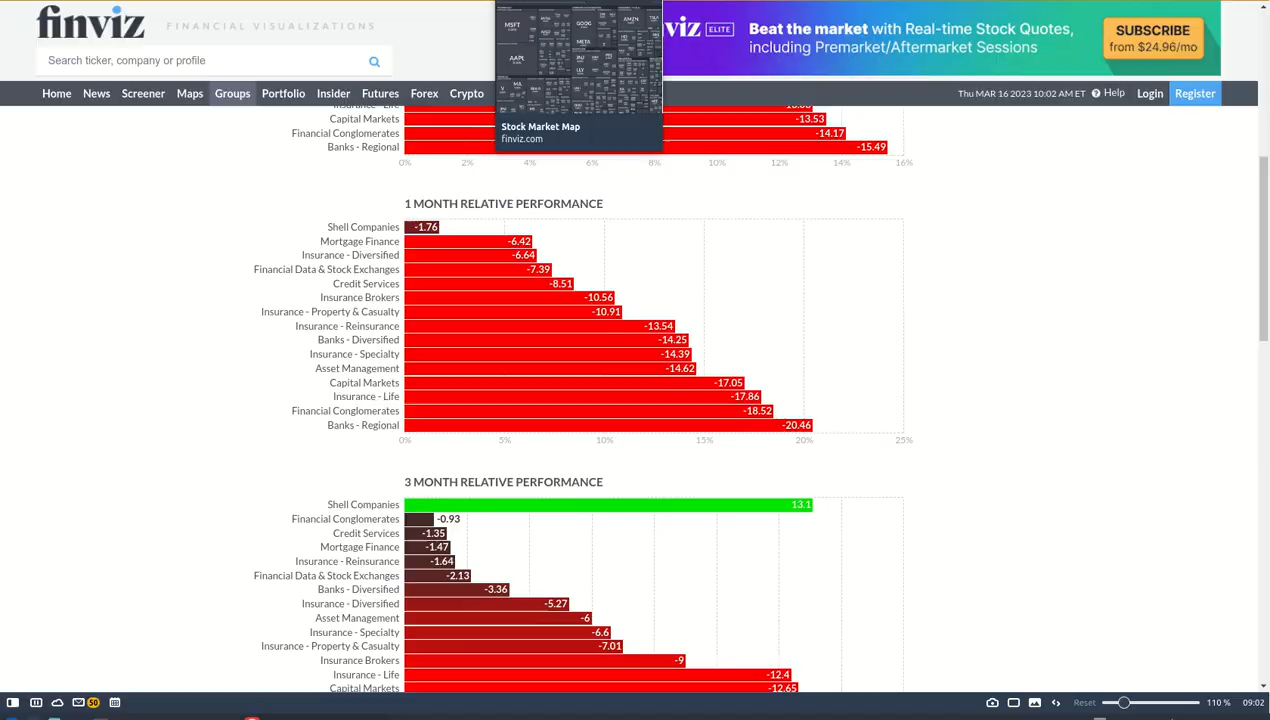 finviz FINANCIAL VISUALIZATIONS
Search ticker, company or profile
MSFT GOOG AMZN TSLA
META
AAPL
LLY
V MA
Stock Market Map
finviz.com
viz ELITE Beat the market with Real-time Stock Quotes,
including Premarket/Aftermarket Sessions
SUBSCRIBE
from $24.96/mo
Home News Screener Maps Groups Portfolio Insider Futures Forex Crypto Thu MAR 16 2023 10:02 AM ET Help Login Register
Insurance - Life
Capital Markets -13.53
Financial Conglomerates -14.17
Banks - Regional -15.49
0% 2% 4% 6% 8% 10% 12% 14% 16%
1 MONTH RELATIVE PERFORMANCE
Shell Companies -1.76
Mortgage Finance -6.42
Insurance - Diversified -6.64
Financial Data & Stock Exchanges -7.39
Credit Services -8.51
Insurance Brokers -10.56
Insurance - Property & Casualty -10.91
Insurance - Reinsurance -13.54
Banks - Diversified -14.25
Insurance - Specialty -14.39
Asset Management -14.62
Capital Markets -17.05
Insurance - Life -17.86
Financial Conglomerates -18.52
Banks - Regional -20.46
0% 5% 10% 15% 20% 25%
3 MONTH RELATIVE PERFORMANCE
Shell Companies 13.1
Financial Conglomerates -0.93
Credit Services -1.35
Mortgage Finance -1.47
Insurance - Reinsurance -1.64
Financial Data & Stock Exchanges -2.13
Banks - Diversified -3.36
Insurance - Diversified -5.27
Asset Management -6
Insurance - Specialty -6.6
Insurance - Property & Casualty -7.01
Insurance Brokers -9
Insurance - Life -12.4
Capital Markets -12.65
50 Reset 110 % 09:02